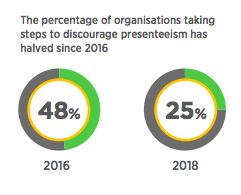 The percentage of organisations taking
steps to discourage presenteeism has
halved since 2016
48% 25%
2016 2018